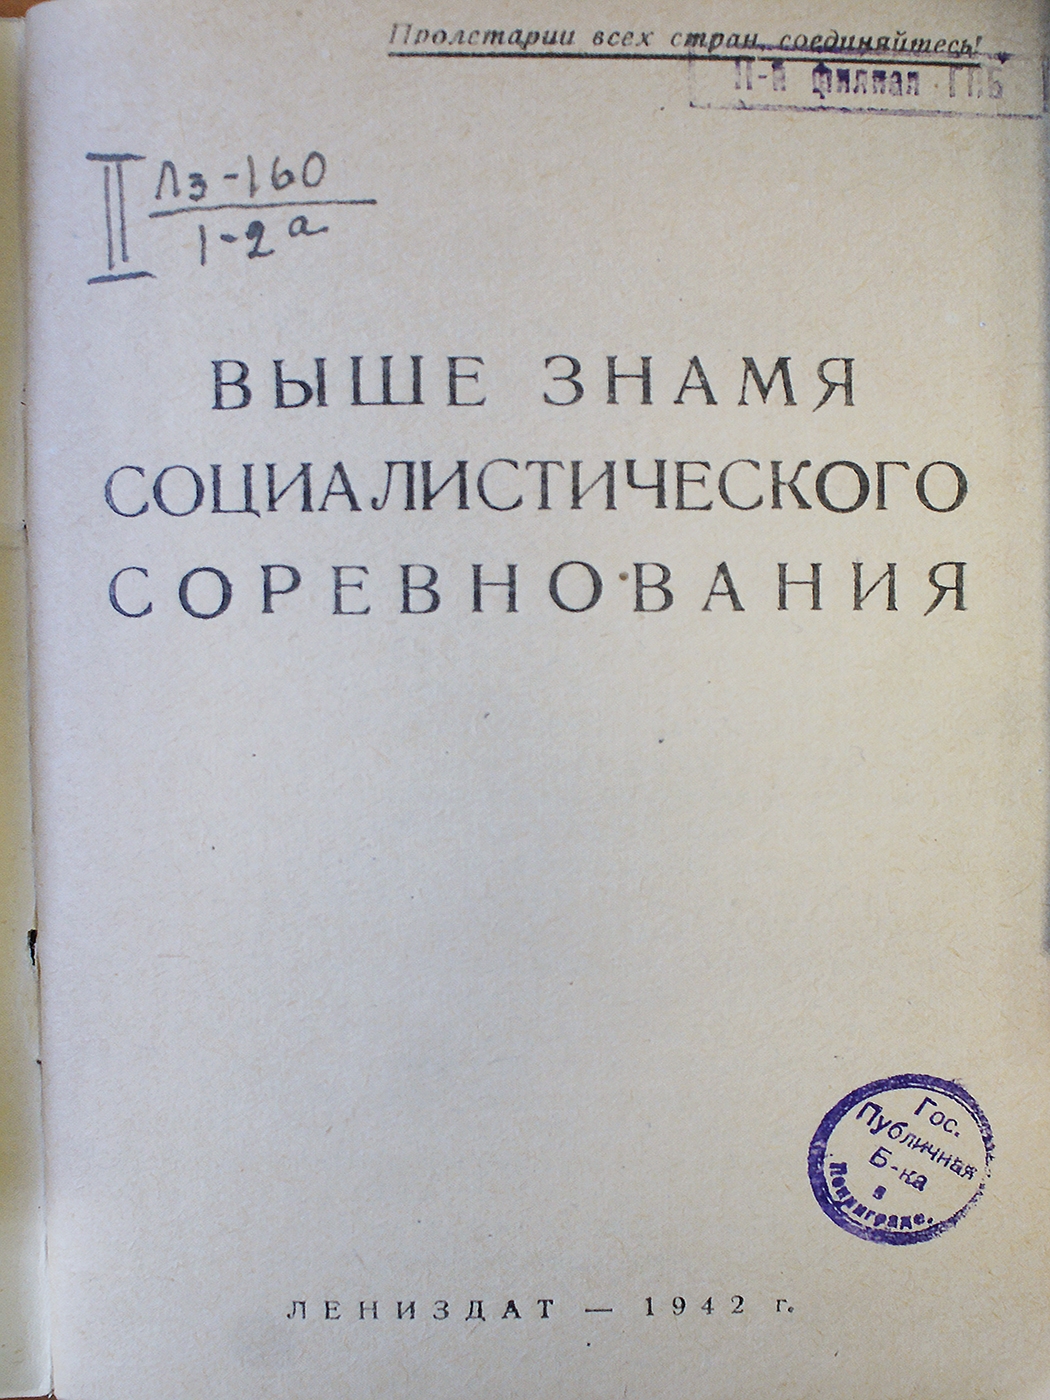 Пролетарии всех стран, соединяйтесь!
II-й филиал ГПБ
II Лз-160
1-2а
ВЫШЕ ЗНАМЯ
СОЦИАЛИСТИЧЕСКОГО
СОРЕВНОВАНИЯ
Гос.
Публичная
Б-ка
в
Ленинграде.
ЛЕНИЗДАТ — 1942 г.